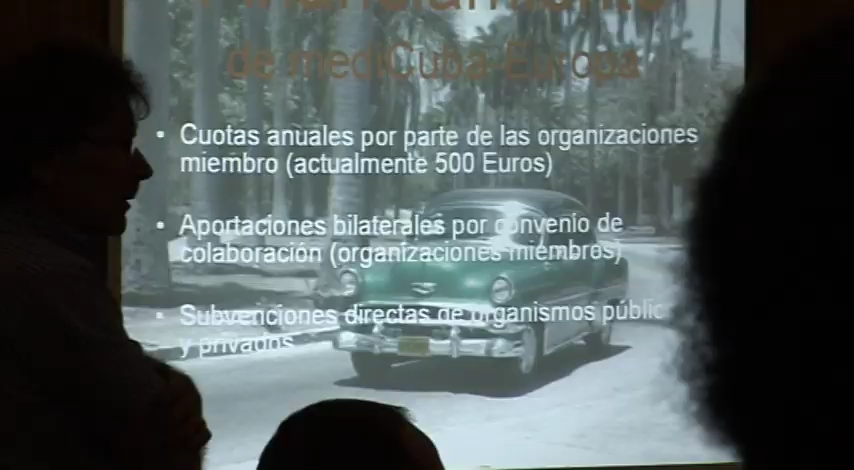 de mediCuba-Europa
• Cuotas anuales por parte de las organizaciones
miembro (actualmente 500 Euros)
• Aportaciones bilaterales por convenio de
colaboración (organizaciones miembros)
• Subvenciones directas de organismos públic
y privados